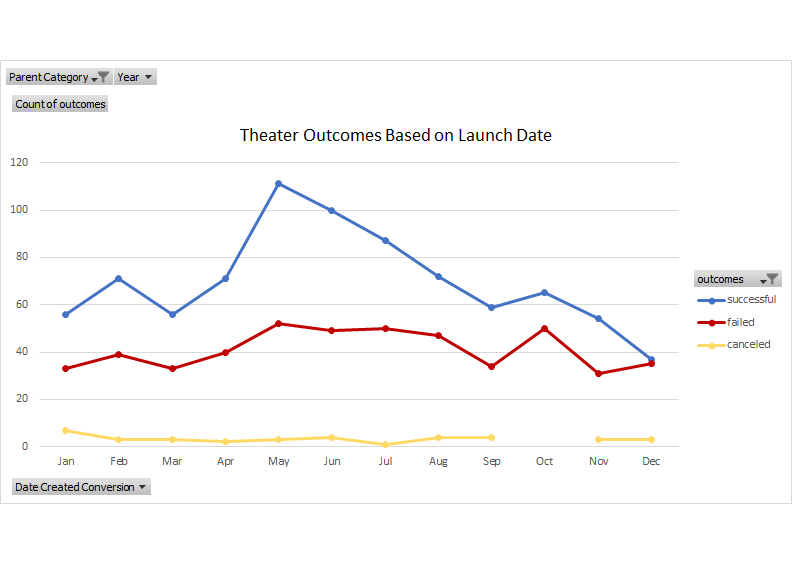 Parent Category Year
Count of outcomes
Theater Outcomes Based on Launch Date
120
100
80
60
40
20
0
Jan Feb Mar Apr May Jun Jul Aug Sep Oct Nov Dec
outcomes
successful
failed
canceled
Date Created Conversion